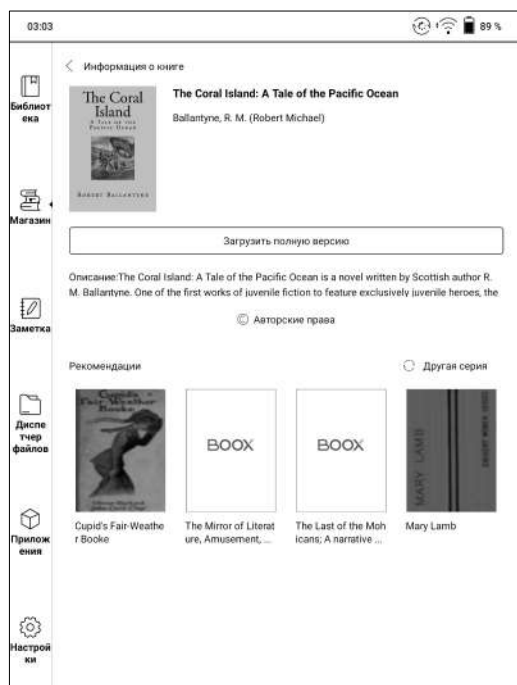 03:03
89 %
Информация о книге
The Coral Island: A Tale of the Pacific Ocean
Ballantyne, R. M. (Robert Michael)
The Coral
Island
A Tale of the
Pacific Ocean
Robert Ballantyne
Загрузить полную версию
Описание:The Coral Island: A Tale of the Pacific Ocean is a novel written by Scottish author R.
M. Ballantyne. One of the first works of juvenile fiction to feature exclusively juvenile heroes, the
© Авторские права
Рекомендации
Другая серия
Cupid's
Fair-Weather
Booke
BOOX
BOOX
MARY LAMB
Cupid's Fair-Weathe
r Booke
The Mirror of Literat
ure, Amusement, ...
The Last of the Moh
icans; A narrative ...
Mary Lamb
Библиот
ека
Магазин
Заметка
Диспе
тчер
файлов
Прилож
ения
Настрой
ки